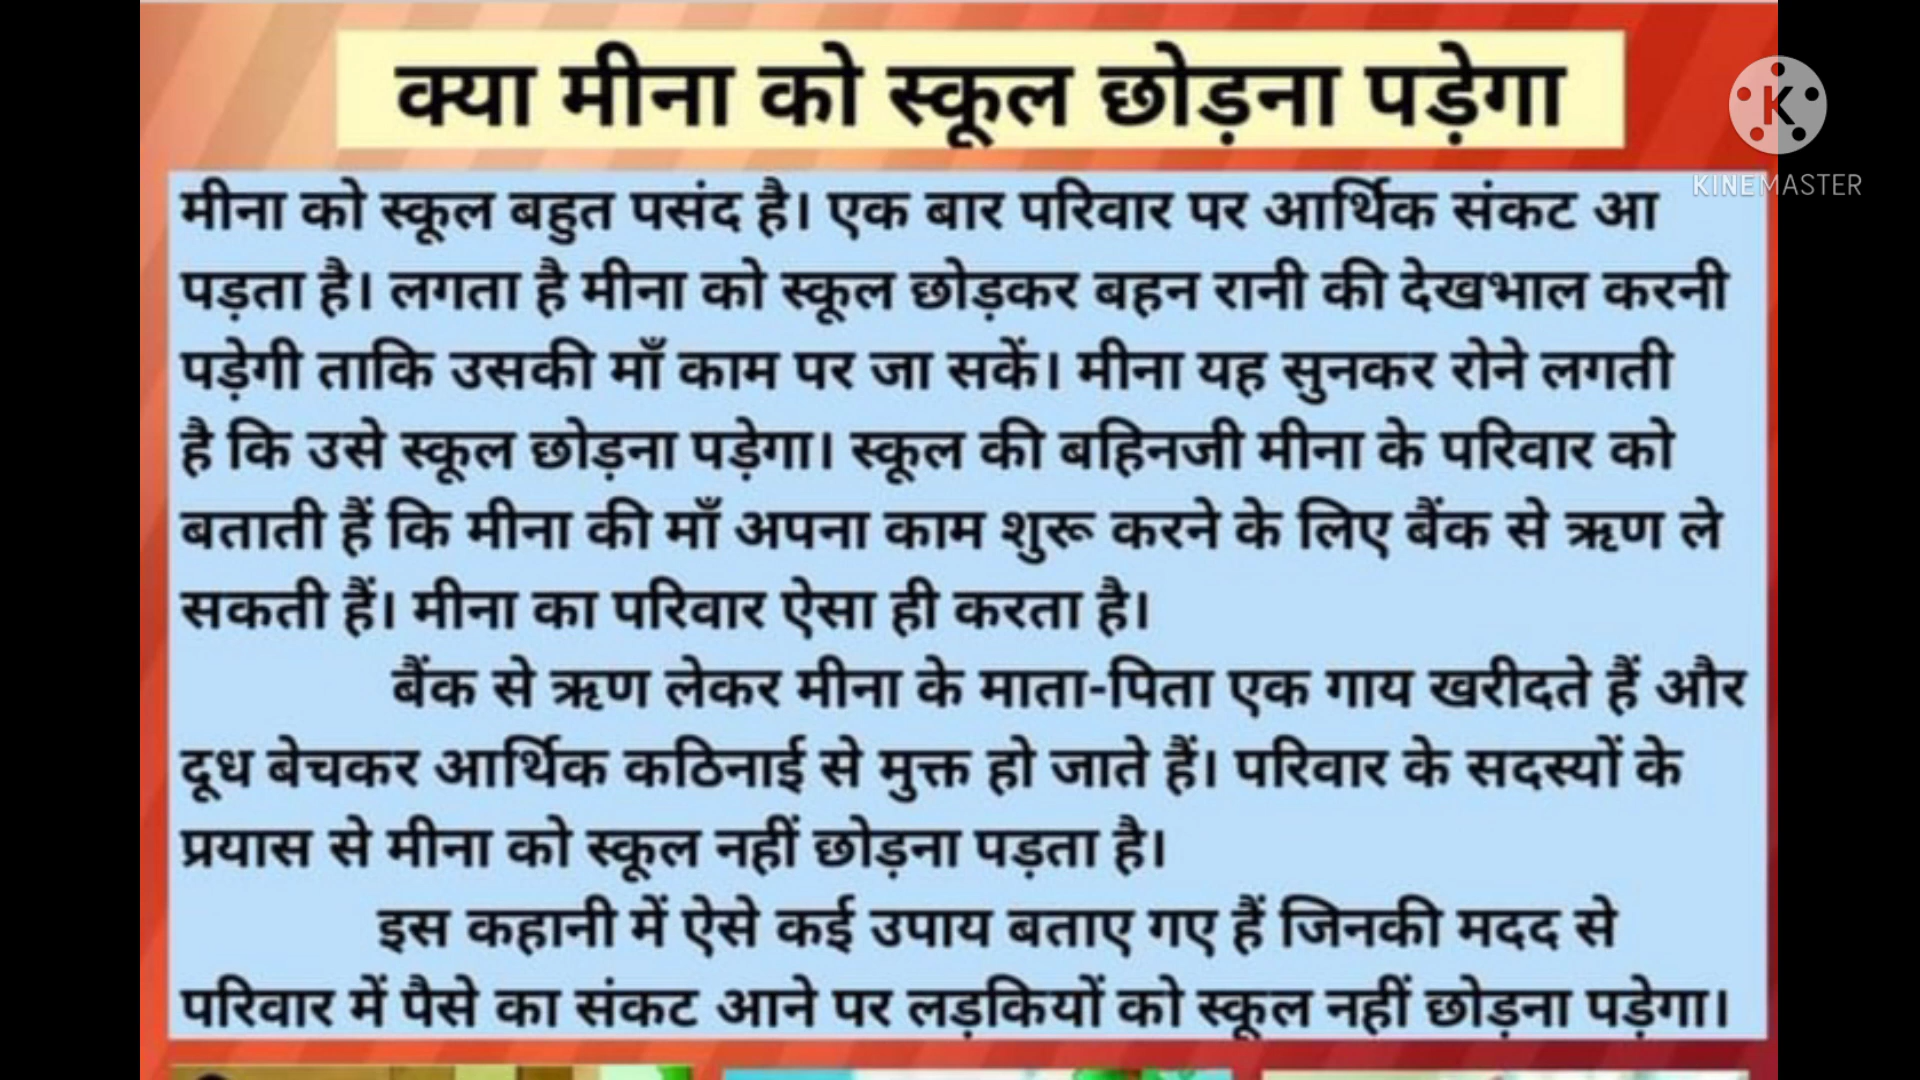 क्या मीना को स्कूल छोड़ना पड़ेगा
K
KINEMASTER
मीना को स्कूल बहुत पसंद है। एक बार परिवार पर आर्थिक संकट आ
पड़ता है। लगता है मीना को स्कूल छोड़कर बहन रानी की देखभाल करनी
पड़ेगी ताकि उसकी माँ काम पर जा सकें। मीना यह सुनकर रोने लगती
है कि उसे स्कूल छोड़ना पड़ेगा। स्कूल की बहिनजी मीना के परिवार को
बताती हैं कि मीना की माँ अपना काम शुरू करने के लिए बैंक से ऋण ले
सकती हैं। मीना का परिवार ऐसा ही करता है।
बैंक से ऋण लेकर मीना के माता-पिता एक गाय खरीदते हैं और
दूध बेचकर आर्थिक कठिनाई से मुक्त हो जाते हैं। परिवार के सदस्यों के
प्रयास से मीना को स्कूल नहीं छोड़ना पड़ता है।
इस कहानी में ऐसे कई उपाय बताए गए हैं जिनकी मदद से
परिवार में पैसे का संकट आने पर लड़कियों को स्कूल नहीं छोड़ना पड़ेगा।